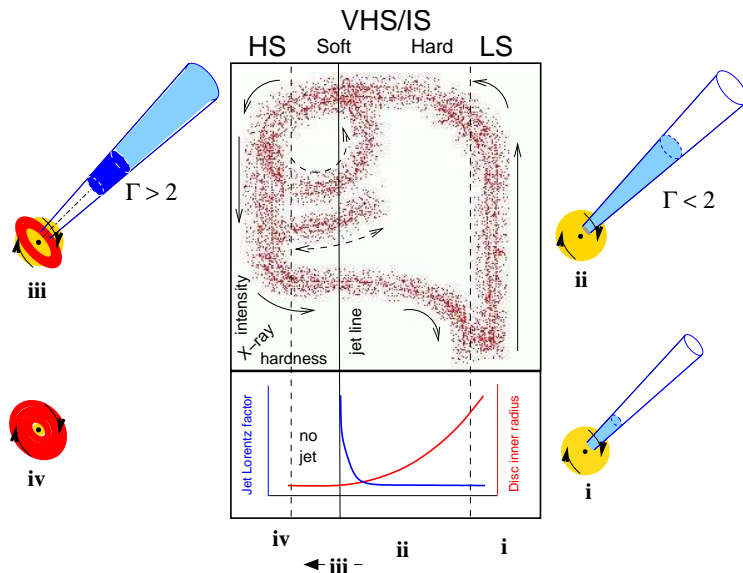 VHS/IS
HS
Soft
Hard
LS
Γ > 2
Γ < 2
iii
ii
intensity
X-ray
hardness
jet line
Jet Lorentz factor
no
jet
Disc inner radius
iv
i
iv
ii
i
iii